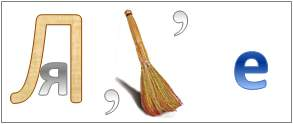 Л я , , е